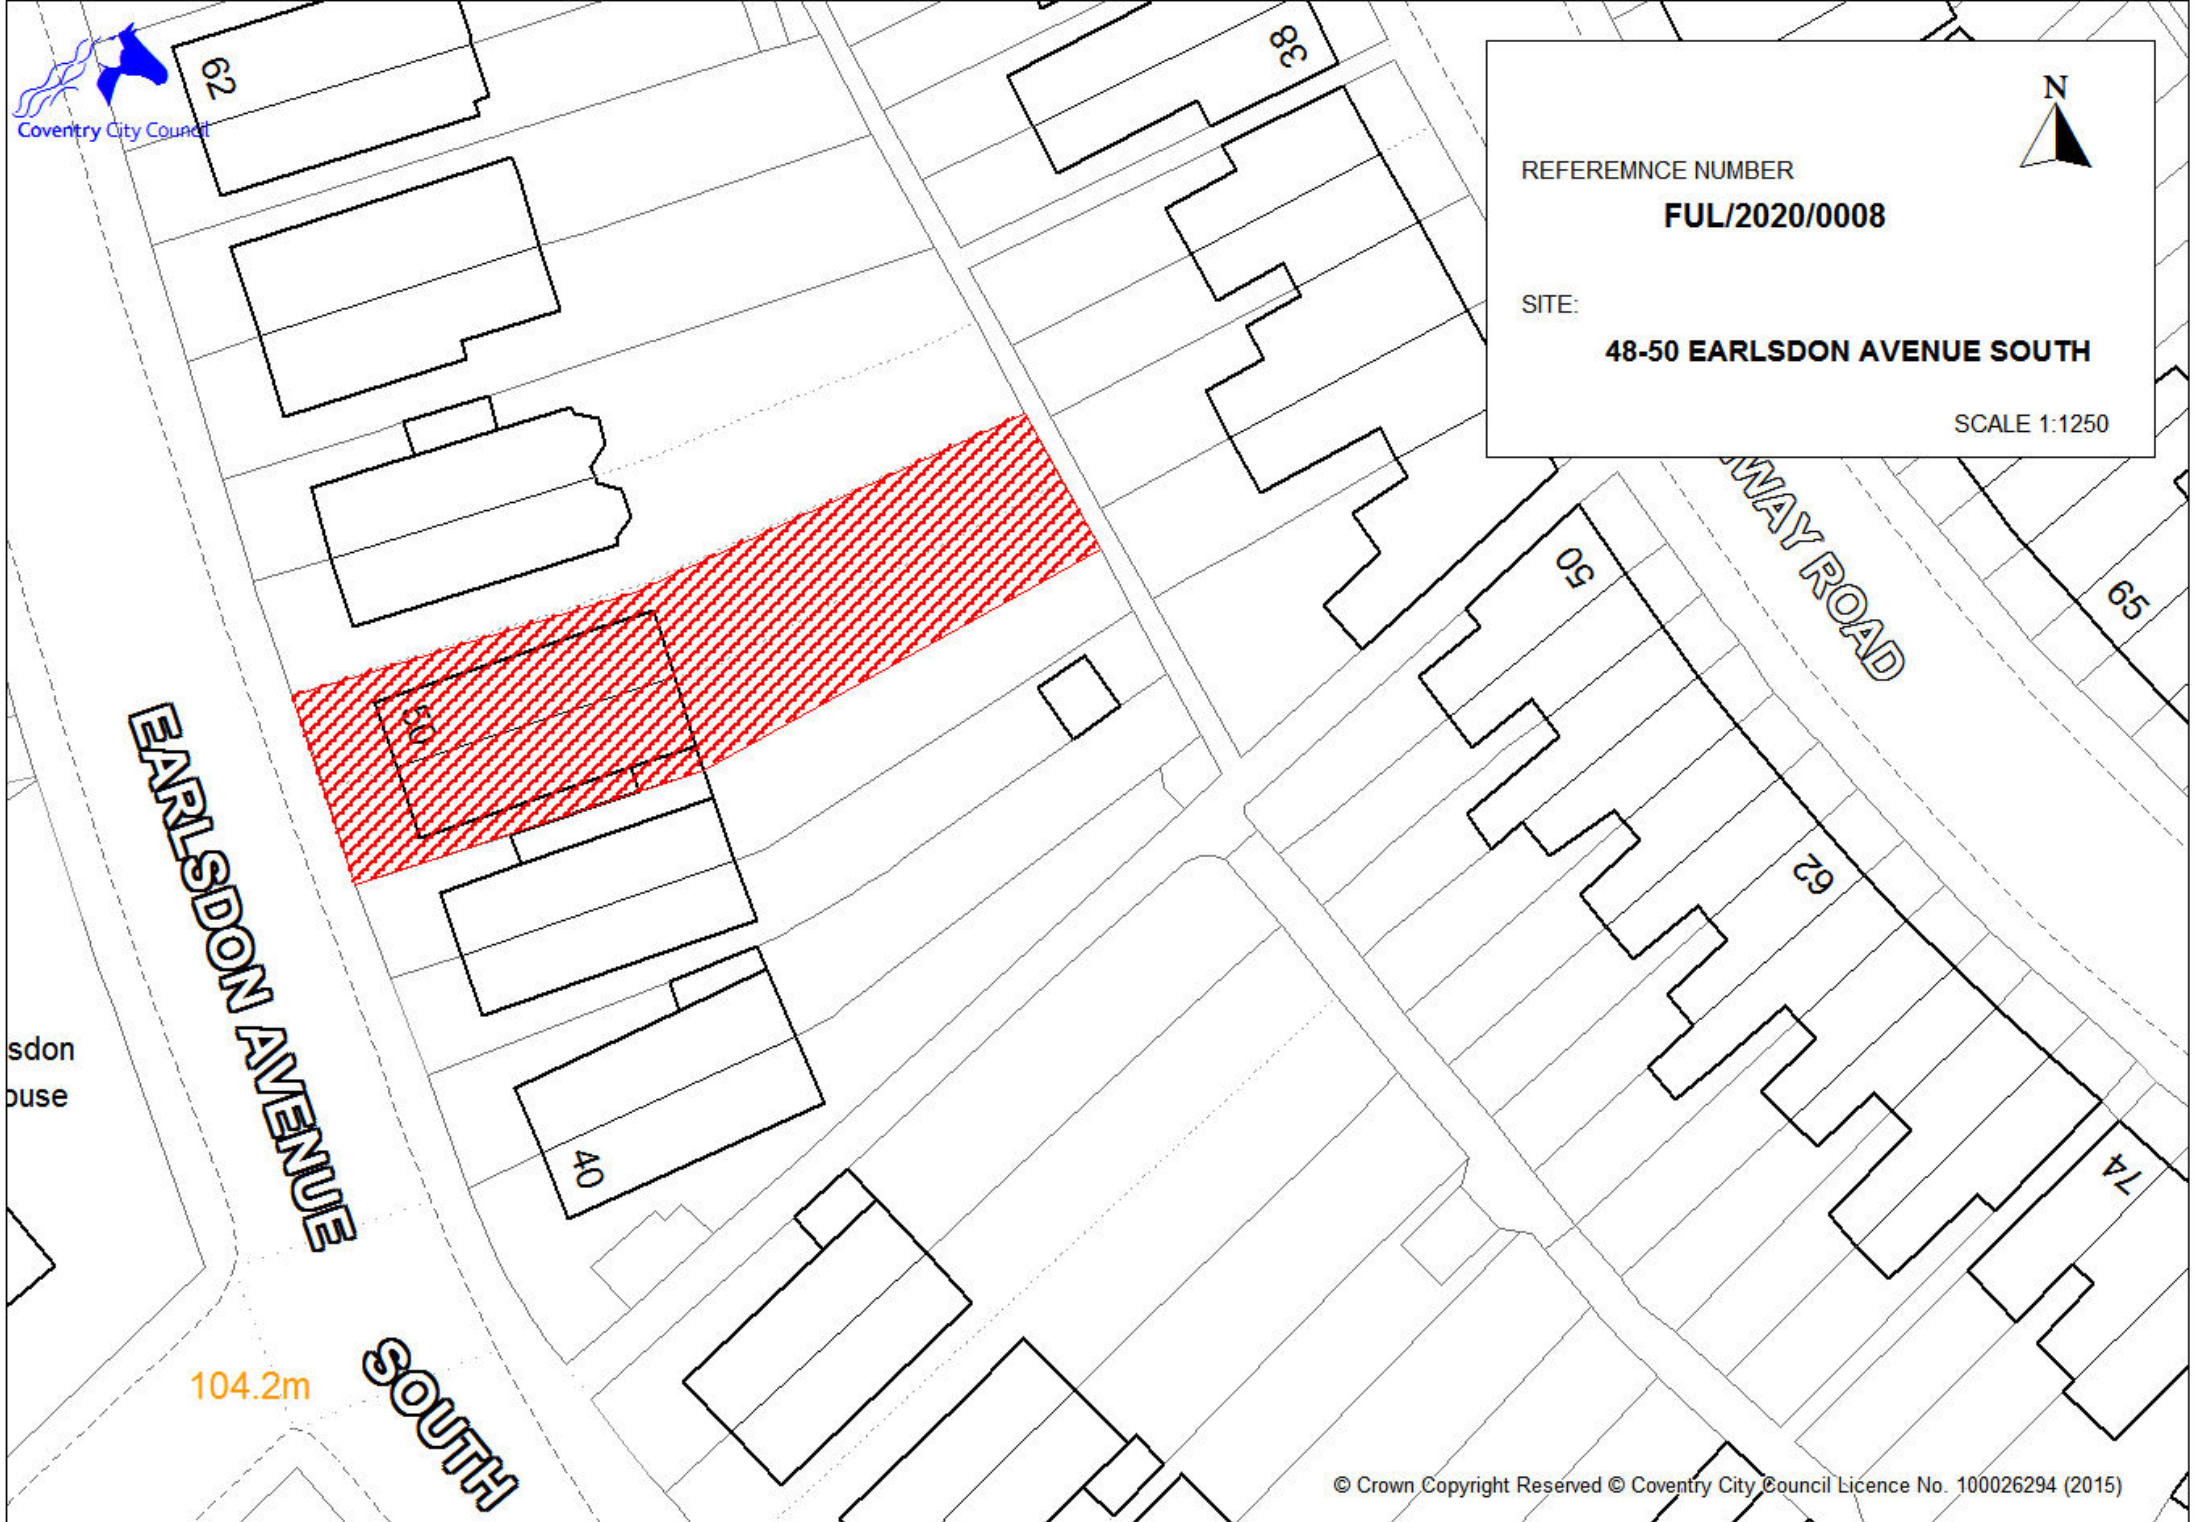 Coventry City Council
62
38
N
REFEREMNCE NUMBER
FUL/2020/0008
SITE:
48-50 EARLSDON AVENUE SOUTH
SCALE 1:1250
WAY ROAD
65
50
50
62
74
40
EARLSDON AVENUE
SOUTH
sdon
ouse
104.2m
© Crown Copyright Reserved © Coventry City Council Licence No. 100026294 (2015)